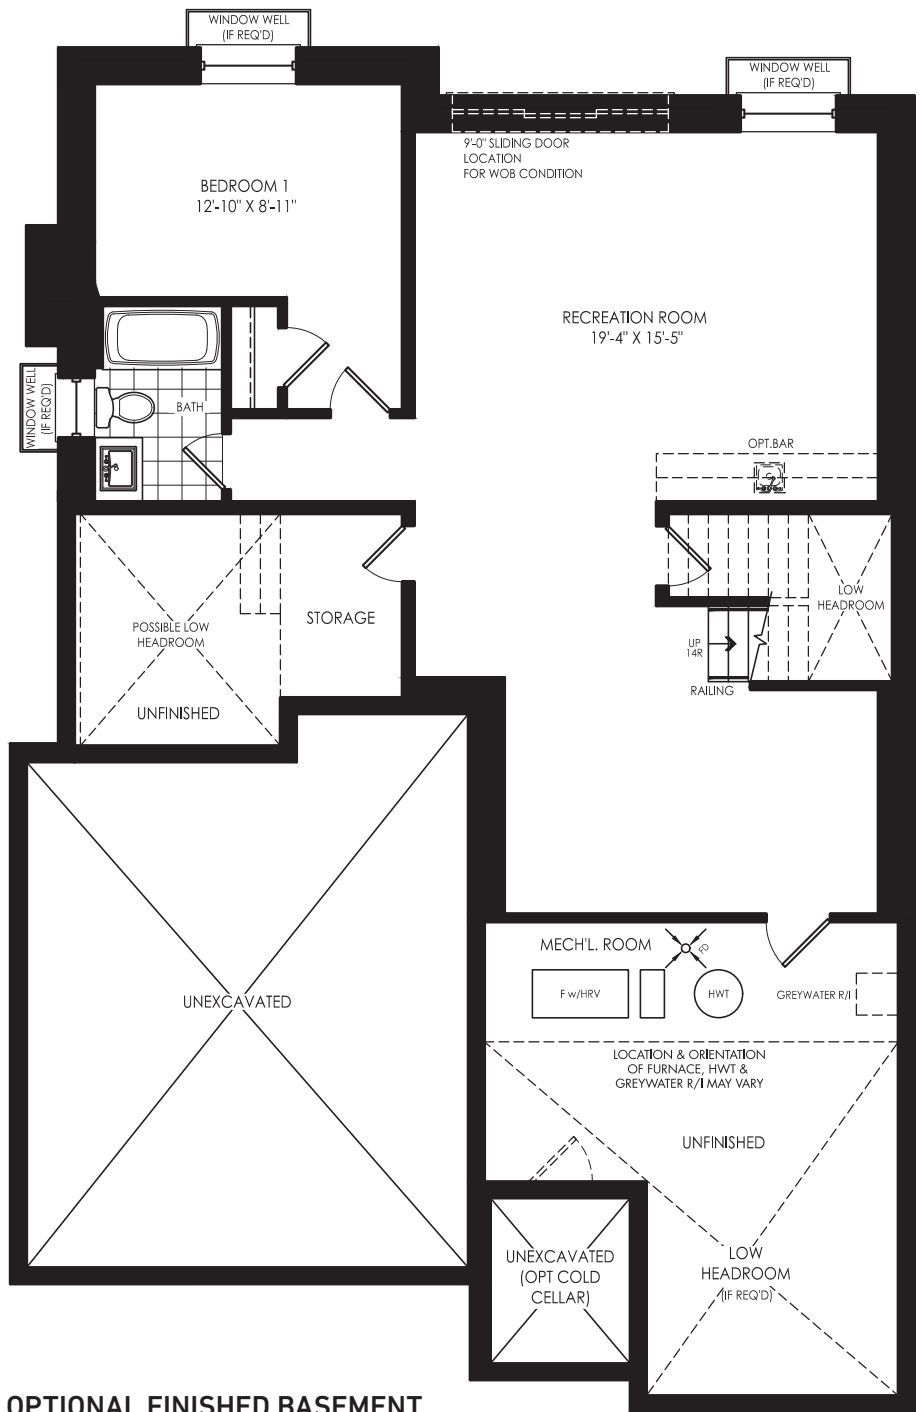 WINDOW WELL
(IF REQ'D)
WINDOW WELL
(IF REQ'D)
9'-0" SLIDING DOOR
LOCATION
FOR WOB CONDITION
BEDROOM 1
12'-10" X 8'-11"
RECREATION ROOM
19'-4" X 15'-5"
WINDOW WELL
(IF REQ'D)
BATH
OPT.BAR
STORAGE
POSSIBLE LOW
HEADROOM
UNFINISHED
LOW
HEADROOM
UP
14R
RAILING
MECH'L. ROOM
FD
F w/HRV
HWT
GREYWATER R/I
UNEXCAVATED
LOCATION & ORIENTATION
OF FURNACE, HWT &
GREYWATER R/I MAY VARY
UNFINISHED
UNEXCAVATED
(OPT COLD
CELLAR)
LOW
HEADROOM
(IF REQ'D)
OPTIONAL FINISHED BASEMENT